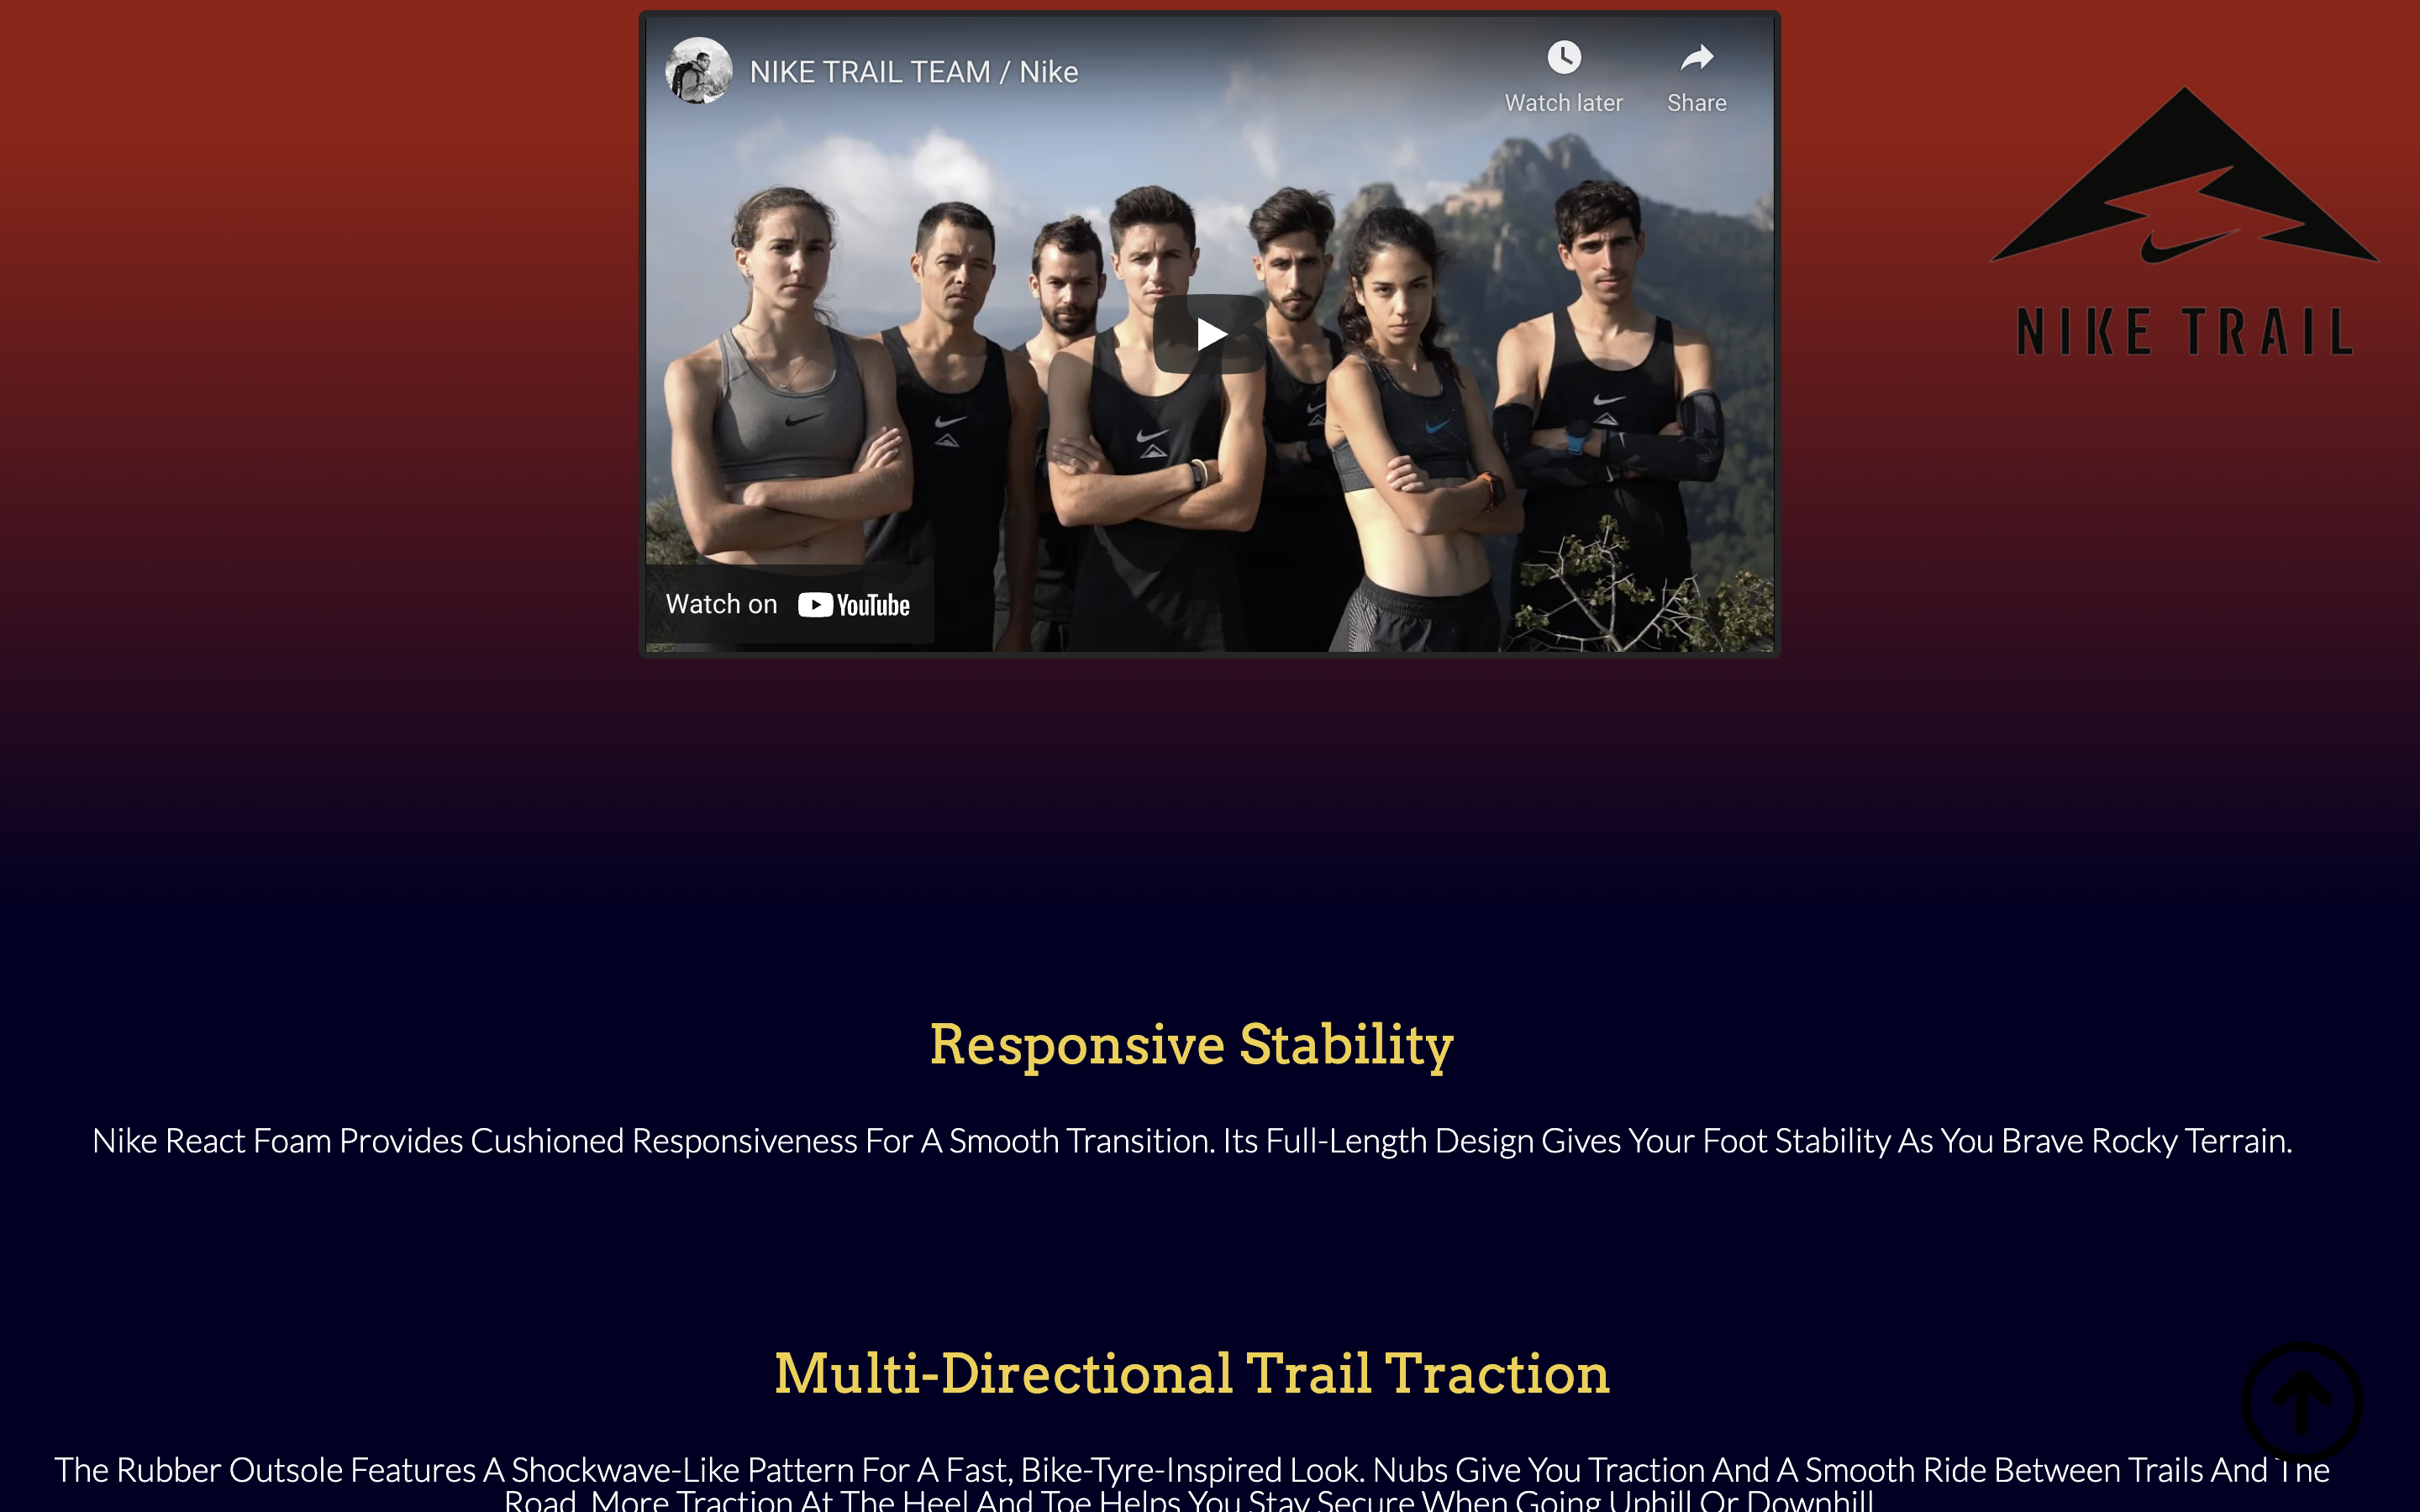 NIKE TRAIL TEAM / Nike
Watch later
Share
NIKE TRAIL
Watch on YouTube
Responsive Stability
Nike React Foam Provides Cushioned Responsiveness For A Smooth Transition. Its Full-Length Design Gives Your Foot Stability As You Brave Rocky Terrain.
Multi-Directional Trail Traction
The Rubber Outsole Features A Shockwave-Like Pattern For A Fast, Bike-Tyre-Inspired Look. Nubs Give You Traction And A Smooth Ride Between Trails And The
Road. More Traction At The Heel And Toe Helps You Stay Secure When Going Uphill Or Downhill